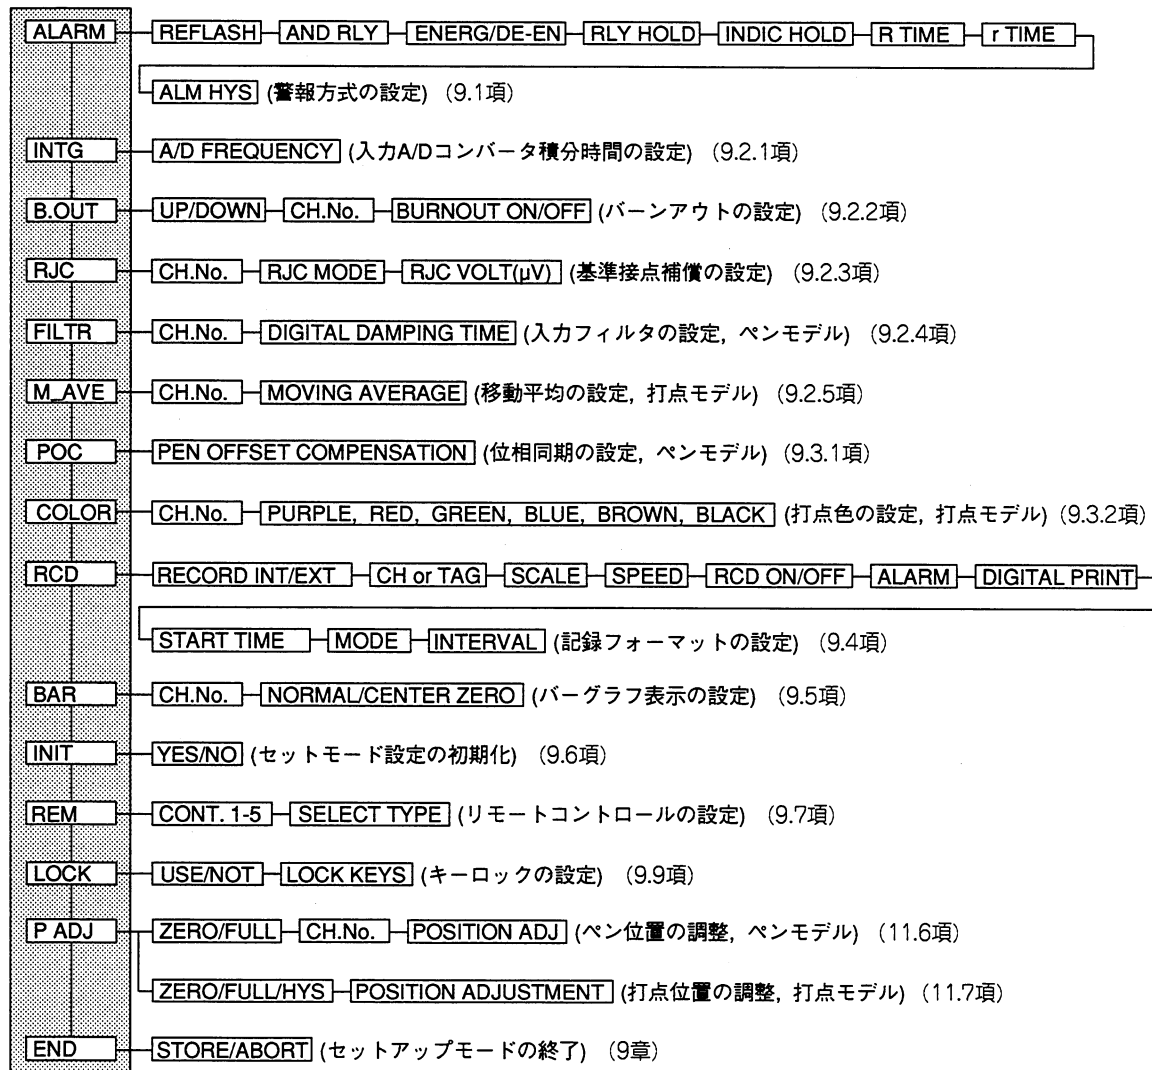 ALARM REFLASH AND RLY ENERG/DE-EN RLY HOLD INDIC HOLD R TIME r TIME
ALM HYS (警報方式の設定) (9.1項)
INTG A/D FREQUENCY (入力A/Dコンバータ積分時間の設定) (9.2.1項)
B.OUT UP/DOWN CH.No. BURNOUT ON/OFF (バーンアウトの設定) (9.2.2項)
RJC CH.No. RJC MODE RJC VOLT(μV) (基準接点補償の設定) (9.2.3項)
FILTR CH.No. DIGITAL DAMPING TIME (入力フィルタの設定, ペンモデル) (9.2.4項)
M_AVE CH.No. MOVING AVERAGE (移動平均の設定, 打点モデル) (9.2.5項)
POC PEN OFFSET COMPENSATION (位相同期の設定, ペンモデル) (9.3.1項)
COLOR CH.No. PURPLE, RED, GREEN, BLUE, BROWN, BLACK (打点色の設定, 打点モデル) (9.3.2項)
RCD RECORD INT/EXT CH or TAG SCALE SPEED RCD ON/OFF ALARM DIGITAL PRINT
START TIME MODE INTERVAL (記録フォーマットの設定) (9.4項)
BAR CH.No. NORMAL/CENTER ZERO (バーグラフ表示の設定) (9.5項)
INIT YES/NO (セットモード設定の初期化) (9.6項)
REM CONT. 1-5 SELECT TYPE (リモートコントロールの設定) (9.7項)
LOCK USE/NOT LOCK KEYS (キーロックの設定) (9.9項)
P ADJ ZERO/FULL CH.No. POSITION ADJ (ペン位置の調整, ペンモデル) (11.6項)
ZERO/FULL/HYS POSITION ADJUSTMENT (打点位置の調整, 打点モデル) (11.7項)
END STORE/ABORT (セットアップモードの終了) (9章)